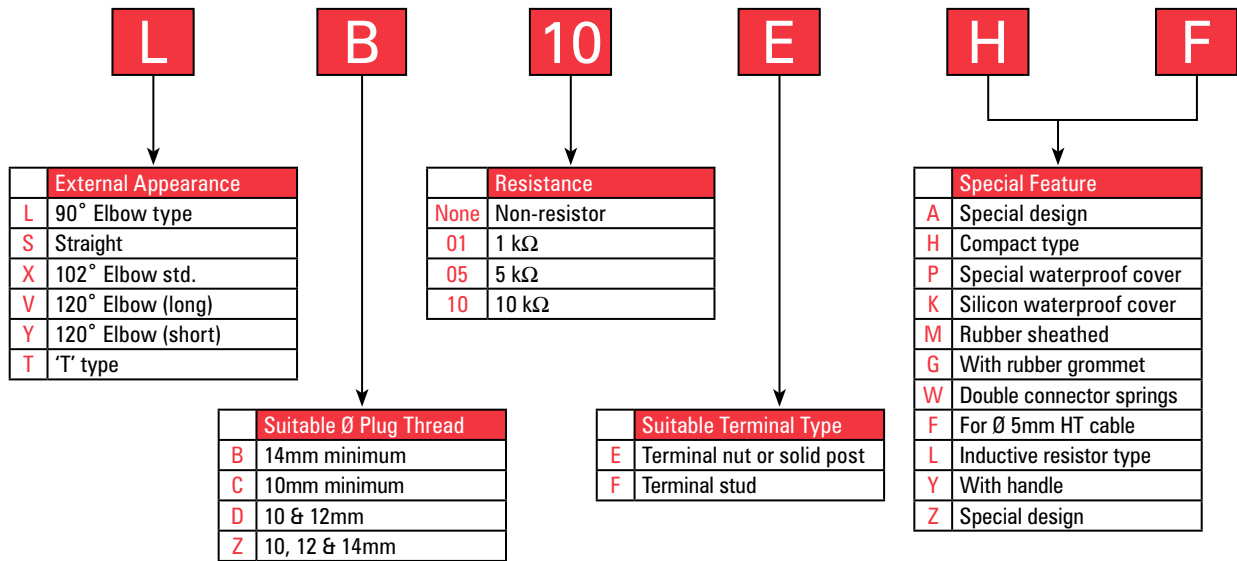 L B 10 E H F
External Appearance
L 90˚ Elbow type
S Straight
X 102˚ Elbow std.
V 120˚ Elbow (long)
Y 120˚ Elbow (short)
T ‘T’ type
Suitable Ø Plug Thread
B 14mm minimum
C 10mm minimum
D 10 & 12mm
Z 10, 12 & 14mm
Resistance
None Non-resistor
01 1 kΩ
05 5 kΩ
10 10 kΩ
Suitable Terminal Type
E Terminal nut or solid post
F Terminal stud
Special Feature
A Special design
H Compact type
P Special waterproof cover
K Silicon waterproof cover
M Rubber sheathed
G With rubber grommet
W Double connector springs
F For Ø 5mm HT cable
L Inductive resistor type
Y With handle
Z Special design